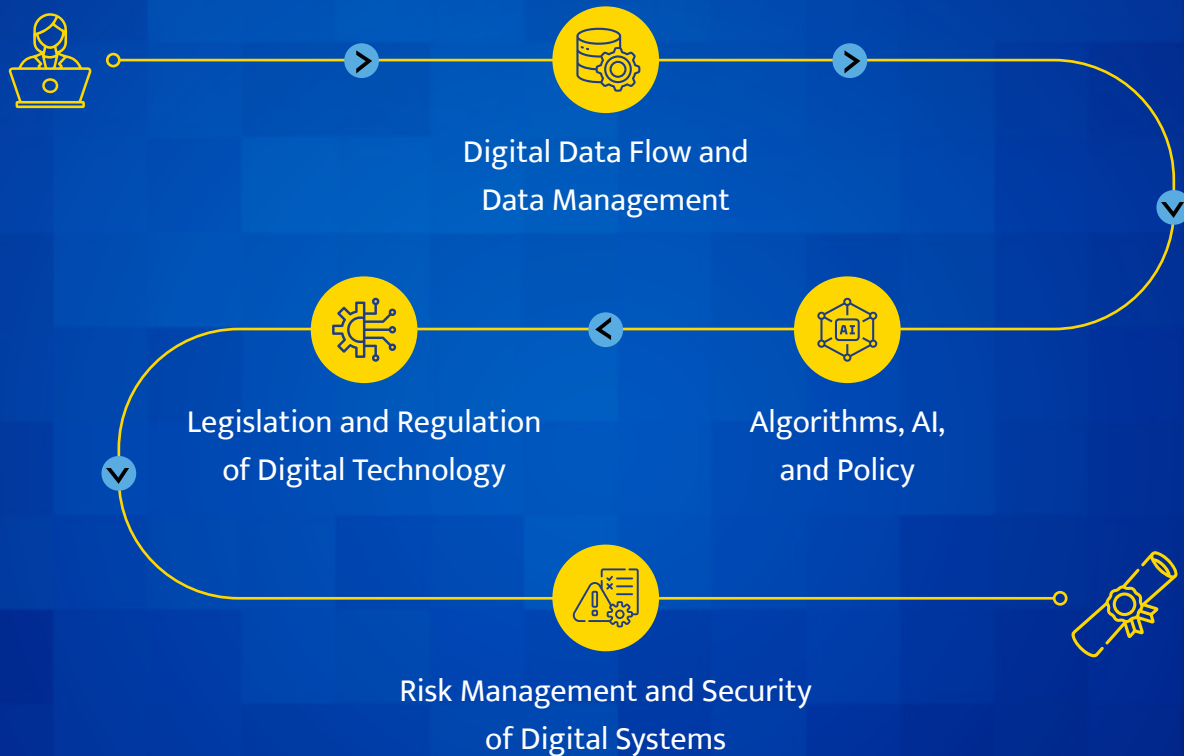 Digital Data Flow and
Data Management
AI
Algorithms, AI,
and Policy
Legislation and Regulation
of Digital Technology
Risk Management and Security
of Digital Systems